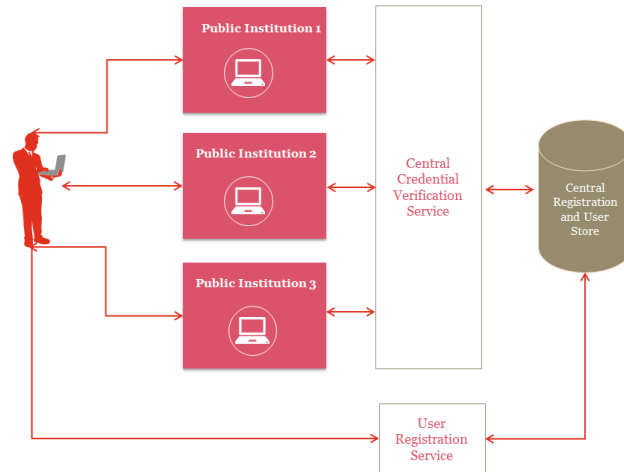 Public Institution 1
Public Institution 2
Public Institution 3
Central
Credential
Verification
Service
Central
Registration
and User
Store
User
Registration
Service